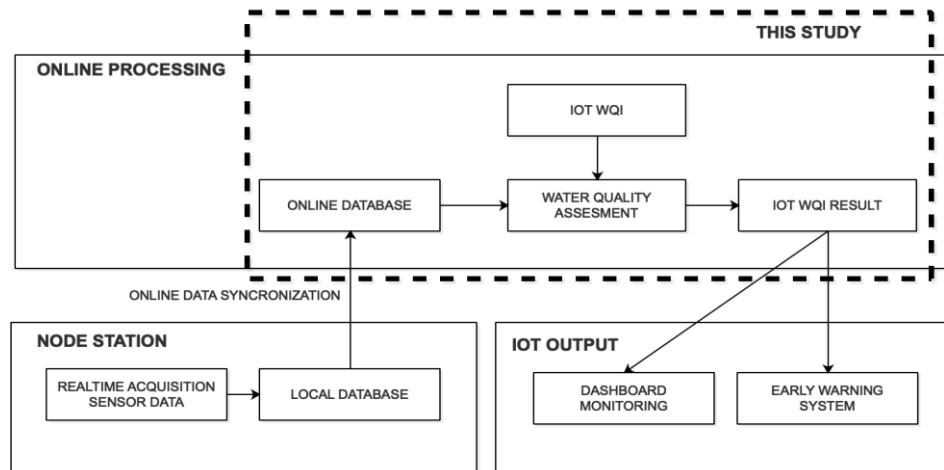 THIS STUDY
ONLINE PROCESSING
IOT WQI
ONLINE DATABASE
WATER QUALITY
ASSESMENT
IOT WQI RESULT
ONLINE DATA SYNCRONIZATION
NODE STATION
REALTIME ACQUISITION
SENSOR DATA
LOCAL DATABASE
IOT OUTPUT
DASHBOARD
MONITORING
EARLY WARNING
SYSTEM